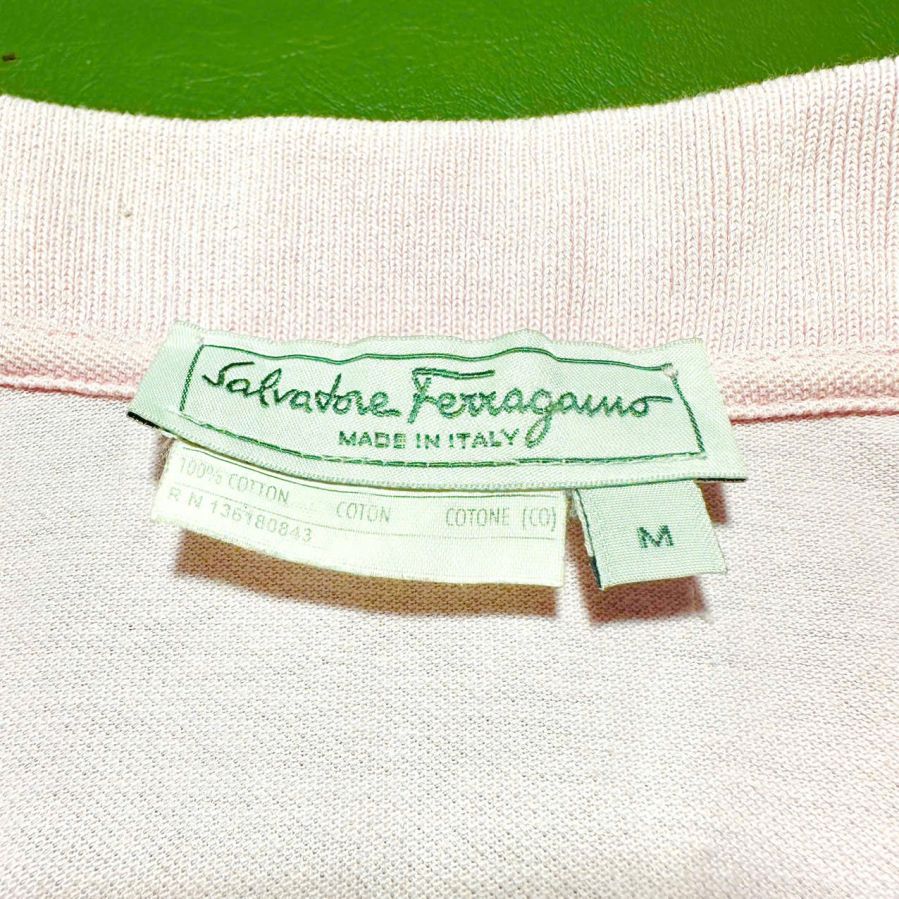 Salvatore Ferragamo
MADE IN ITALY
100% COTTON COTON COTONE (CO)
R N 136180843
M